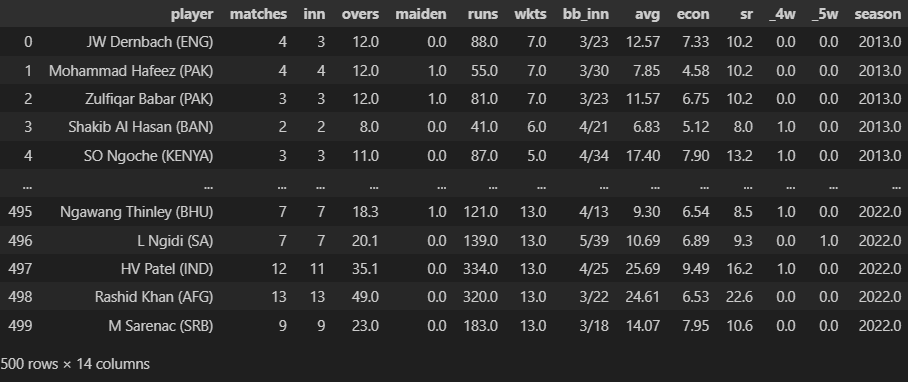 player matches inn overs maiden runs wkts bb_inn avg econ sr _4w _5w season
0 JW Dernbach (ENG) 4 3 12.0 0.0 88.0 7.0 3/23 12.57 7.33 10.2 0.0 0.0 2013.0
1 Mohammad Hafeez (PAK) 4 4 12.0 1.0 55.0 7.0 3/30 7.85 4.58 10.2 0.0 0.0 2013.0
2 Zulfiqar Babar (PAK) 3 3 12.0 1.0 81.0 7.0 3/23 11.57 6.75 10.2 0.0 0.0 2013.0
3 Shakib Al Hasan (BAN) 2 2 8.0 0.0 41.0 6.0 4/21 6.83 5.12 8.0 1.0 0.0 2013.0
4 SO Ngoche (KENYA) 3 3 11.0 0.0 87.0 5.0 4/34 17.40 7.90 13.2 1.0 0.0 2013.0
... ... ... ... ... ... ... ... ... ... ... ... ... ... ...
495 Ngawang Thinley (BHU) 7 7 18.3 1.0 121.0 13.0 4/13 9.30 6.54 8.5 1.0 0.0 2022.0
496 L Ngidi (SA) 7 7 20.1 0.0 139.0 13.0 5/39 10.69 6.89 9.3 0.0 1.0 2022.0
497 HV Patel (IND) 12 11 35.1 0.0 334.0 13.0 4/25 25.69 9.49 16.2 1.0 0.0 2022.0
498 Rashid Khan (AFG) 13 13 49.0 0.0 320.0 13.0 3/22 24.61 6.53 22.6 0.0 0.0 2022.0
499 M Sarenac (SRB) 9 9 23.0 0.0 183.0 13.0 3/18 14.07 7.95 10.6 0.0 0.0 2022.0
500 rows × 14 columns